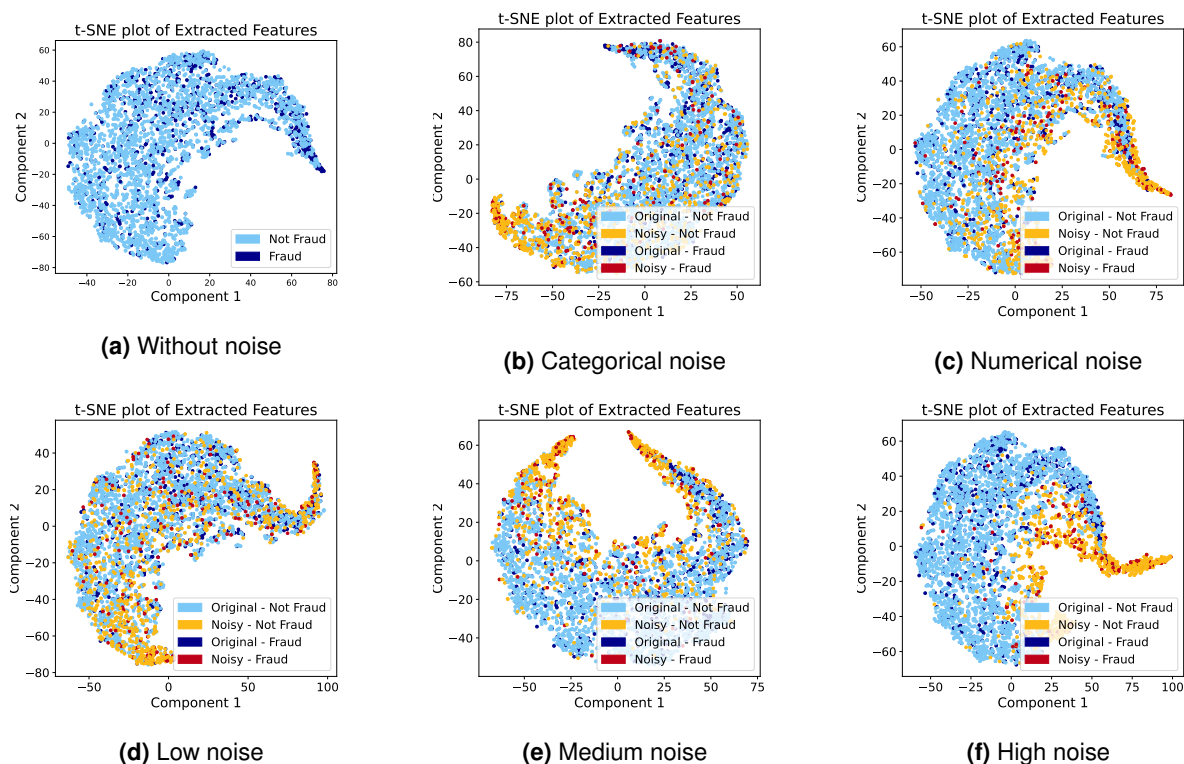 t-SNE plot of Extracted Features
60
40
20
0
−20
−40
−60
−80
Component 2
−40 −20 0 20 40 60 80
Component 1
Not Fraud
Fraud
(a) Without noise
t-SNE plot of Extracted Features
80
60
40
20
0
−20
−40
−60
Component 2
−75 −50 −25 0 25 50
Component 1
Original - Not Fraud
Noisy - Not Fraud
Original - Fraud
Noisy - Fraud
(b) Categorical noise
t-SNE plot of Extracted Features
60
40
20
0
−20
−40
−60
Component 2
−50 −25 0 25 50 75
Component 1
Original - Not Fraud
Noisy - Not Fraud
Original - Fraud
Noisy - Fraud
(c) Numerical noise
t-SNE plot of Extracted Features
40
20
0
−20
−40
−60
−80
Component 2
−50 0 50 100
Component 1
Original - Not Fraud
Noisy - Not Fraud
Original - Fraud
Noisy - Fraud
(d) Low noise
t-SNE plot of Extracted Features
60
40
20
0
−20
−40
Component 2
−50 −25 0 25 50 75
Component 1
Original - Not Fraud
Noisy - Not Fraud
Original - Fraud
Noisy - Fraud
(e) Medium noise
t-SNE plot of Extracted Features
60
40
20
0
−20
−40
−60
Component 2
−50 −25 0 25 50 75 100
Component 1
Original - Not Fraud
Noisy - Not Fraud
Original - Fraud
Noisy - Fraud
(f) High noise